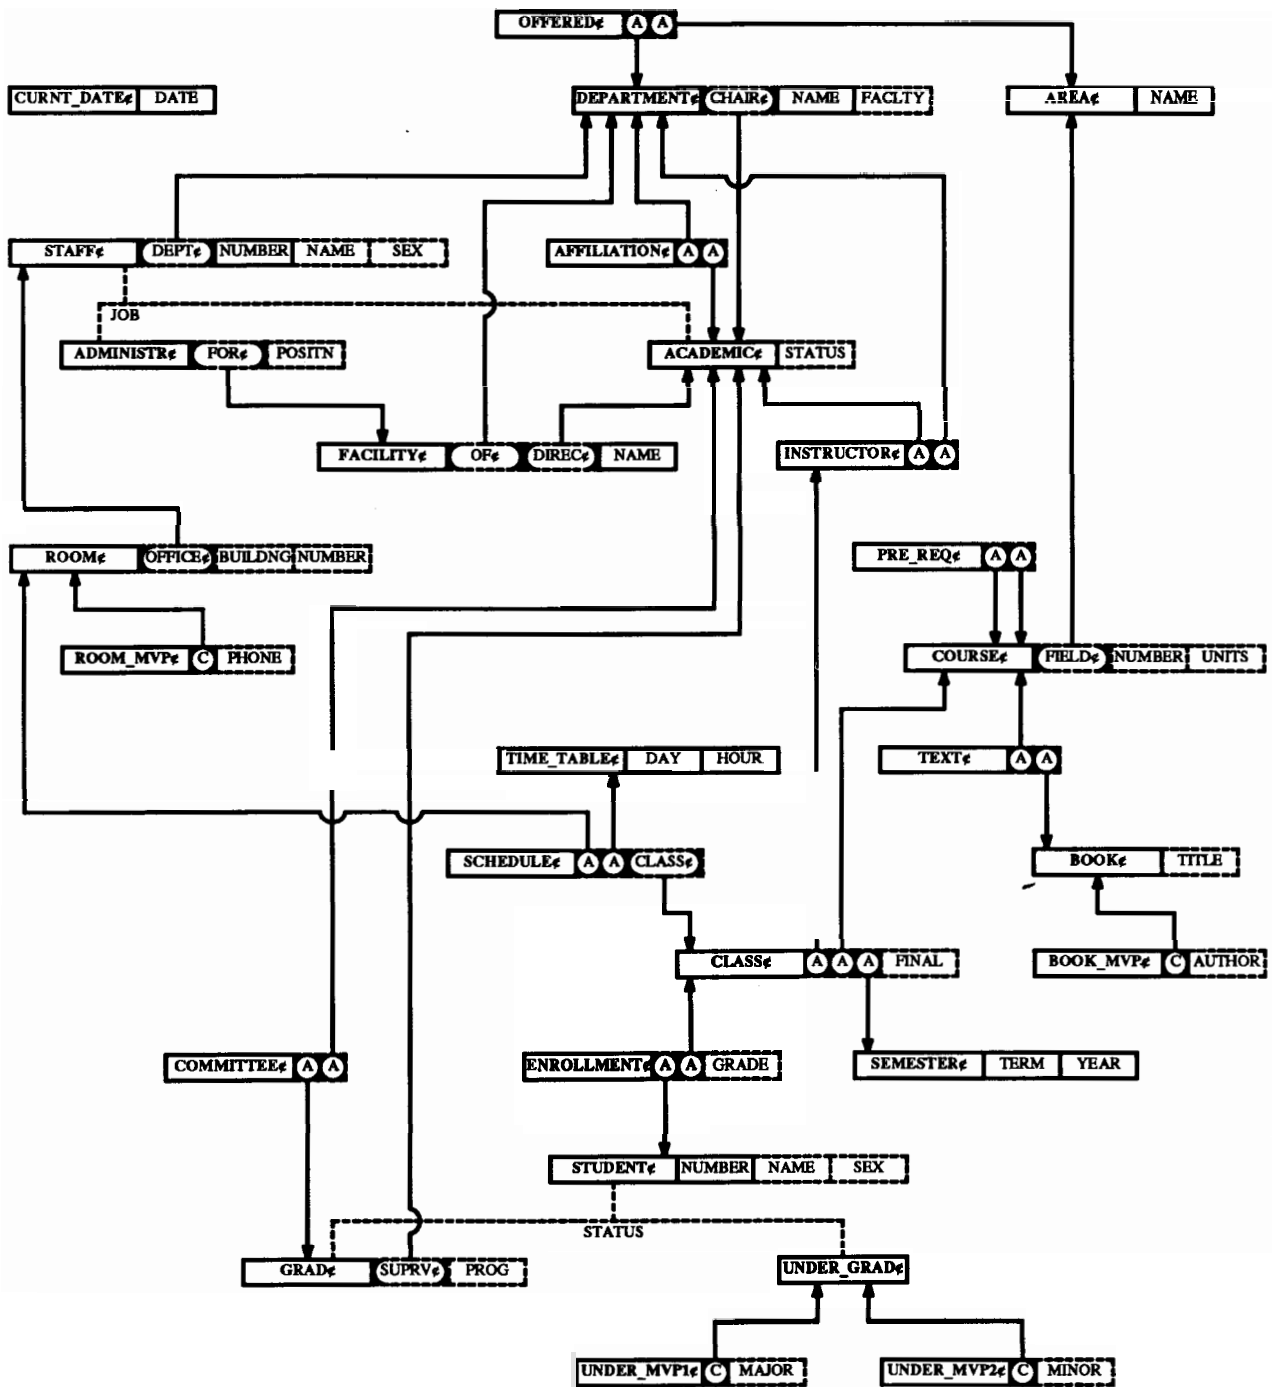 OFFERED¢ A A
CURNT_DATE¢ DATE
DEPARTMENT¢ CHAIR¢ NAME FACLTY
AREA¢ NAME
STAFF¢ DEPT¢ NUMBER NAME SEX
AFFILIATION¢ A A
JOB
ADMINISTR¢ FOR¢ POSITN
ACADEMIC¢ STATUS
FACILITY¢ OF¢ DIREC¢ NAME
INSTRUCTOR¢ A A
ROOM¢ OFFICE¢ BUILDNG NUMBER
PRE_REQ¢ A A
ROOM_MVP¢ C PHONE
COURSE¢ FIELD¢ NUMBER UNITS
TIME_TABLE¢ DAY HOUR
TEXT¢ A A
SCHEDULE¢ A A CLASS¢
BOOK¢ TITLE
CLASS¢ A A A FINAL
BOOK_MVP¢ C AUTHOR
COMMITTEE¢ A A
ENROLLMENT¢ A A GRADE
SEMESTER¢ TERM YEAR
STUDENT¢ NUMBER NAME SEX
STATUS
GRAD¢ SUPRV¢ PROG
UNDER_GRAD¢
UNDER_MVP1¢ C MAJOR
UNDER_MVP2¢ C MINOR